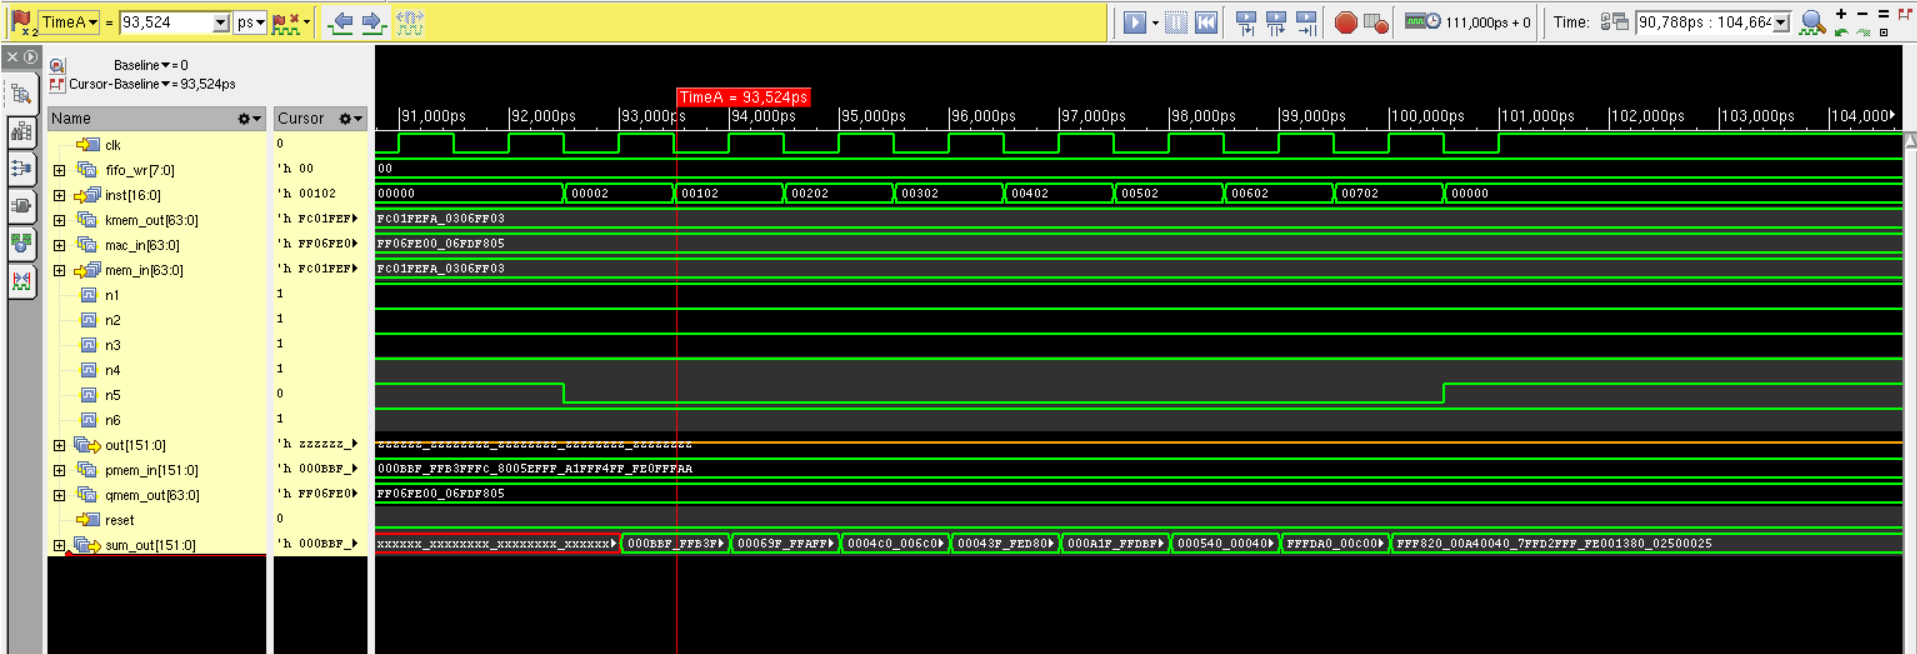 x2 TimeA = 93,524 ps 111,000ps + 0 Time: 90,788ps : 104,664
Baseline = 0
Cursor-Baseline = 93,524ps
TimeA = 93,524ps
Name Cursor 91,000ps 92,000ps 93,000ps 94,000ps 95,000ps 96,000ps 97,000ps 98,000ps 99,000ps 100,000ps 101,000ps 102,000ps 103,000ps 104,000
clk 0
fifo_wr[7:0] 'h 00 00
inst[16:0] 'h 00102 00000 00002 00102 00202 00302 00402 00502 00602 00702 00000
kmem_out[63:0] 'h FC01FEF FC01FEFA_0306FF03
mac_in[63:0] 'h FF06FE0 FF06FE00_06FDF805
mem_in[63:0] 'h FC01FEF FC01FEFA_0306FF03
n1 1
n2 1
n3 1
n4 1
n5 0
n6 1
out[151:0] 'h zzzzzz_ zzzzzz_zzzzzzzz_zzzzzzzz_zzzzzzzz_zzzzzzzz
pmem_in[151:0] 'h 000BBF_ 000BBF_FFB3FFFC_8005EFFF_A1FFF4FF_FE0FFFAA
qmem_out[63:0] 'h FF06FE0 FF06FE00_06FDF805
reset 0
sum_out[151:0] 'h 000BBF_ xxxxxx_xxxxxxxx_xxxxxxxx_xxxxxx 000BBF_FFB3F 00069F_FFAFF 0004C0_006C0 00043F_FED80 000A1F_FFDBF 000540_00040 FFFDA0_00C00 FFF820_00A40040_7FFD2FFF_FE001380_02500025